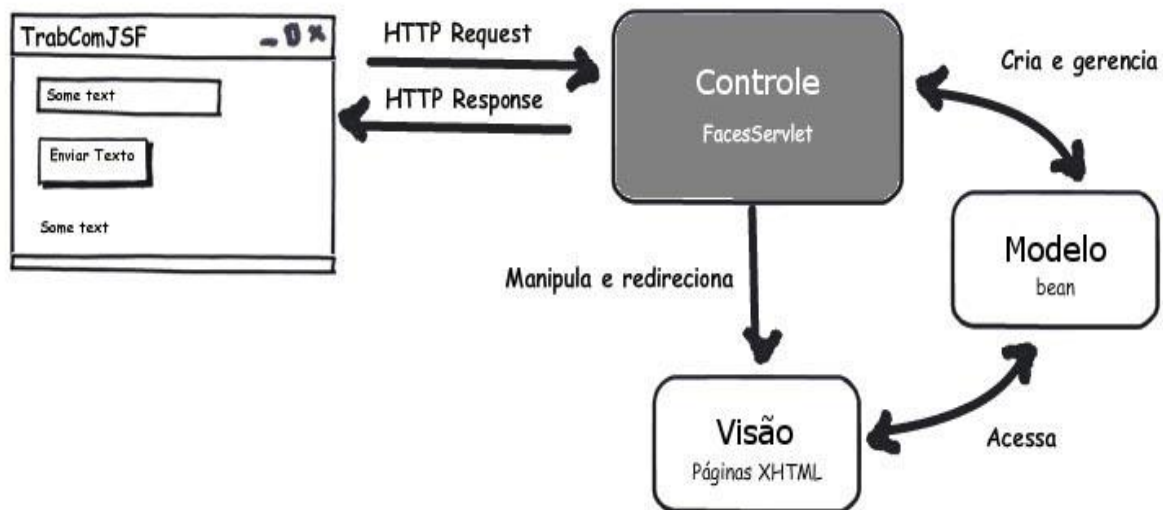 TrabComJSF
Some text
Enviar Texto
Some text
HTTP Request
HTTP Response
Controle
FacesServlet
Cria e gerencia
Modelo
bean
Manipula e redireciona
Visão
Páginas XHTML
Acessa